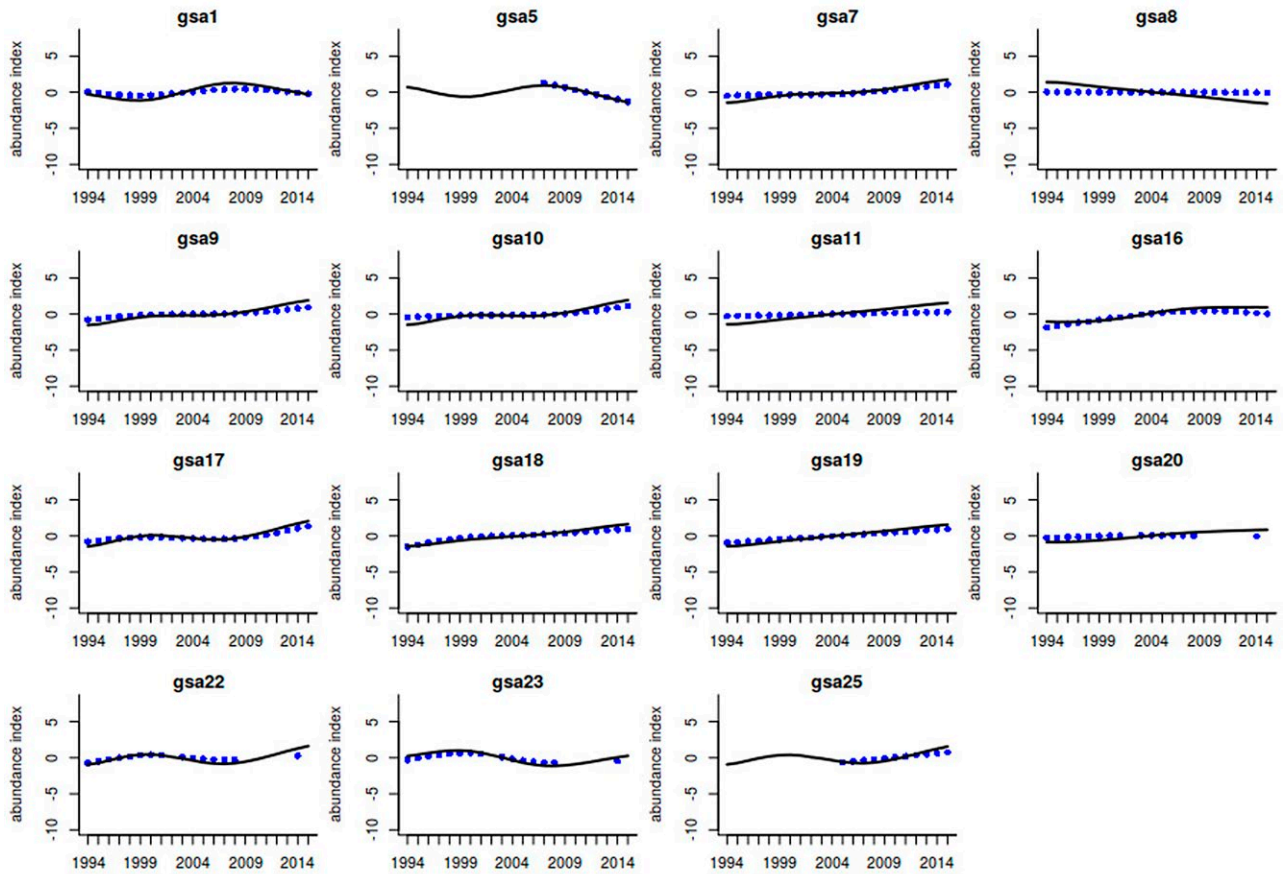 gsa1 gsa5 gsa7 gsa8
abundance index abundance index abundance index abundance index
5 5 5 5
0 0 0 0
-5 -5 -5 -5
-10 -10 -10 -10
1994 1999 2004 2009 2014 1994 1999 2004 2009 2014 1994 1999 2004 2009 2014 1994 1999 2004 2009 2014
gsa9 gsa10 gsa11 gsa16
abundance index abundance index abundance index abundance index
5 5 5 5
0 0 0 0
-5 -5 -5 -5
-10 -10 -10 -10
1994 1999 2004 2009 2014 1994 1999 2004 2009 2014 1994 1999 2004 2009 2014 1994 1999 2004 2009 2014
gsa17 gsa18 gsa19 gsa20
abundance index abundance index abundance index abundance index
5 5 5 5
0 0 0 0
-5 -5 -5 -5
-10 -10 -10 -10
1994 1999 2004 2009 2014 1994 1999 2004 2009 2014 1994 1999 2004 2009 2014 1994 1999 2004 2009 2014
gsa22 gsa23 gsa25
abundance index abundance index abundance index
5 5 5
0 0 0
-5 -5 -5
-10 -10 -10
1994 1999 2004 2009 2014 1994 1999 2004 2009 2014 1994 1999 2004 2009 2014